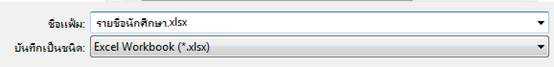 ชื่อแฟ้ม: รายชื่อนักศึกษา.xlsx
บันทึกเป็นชนิด: Excel Workbook (*.xlsx)